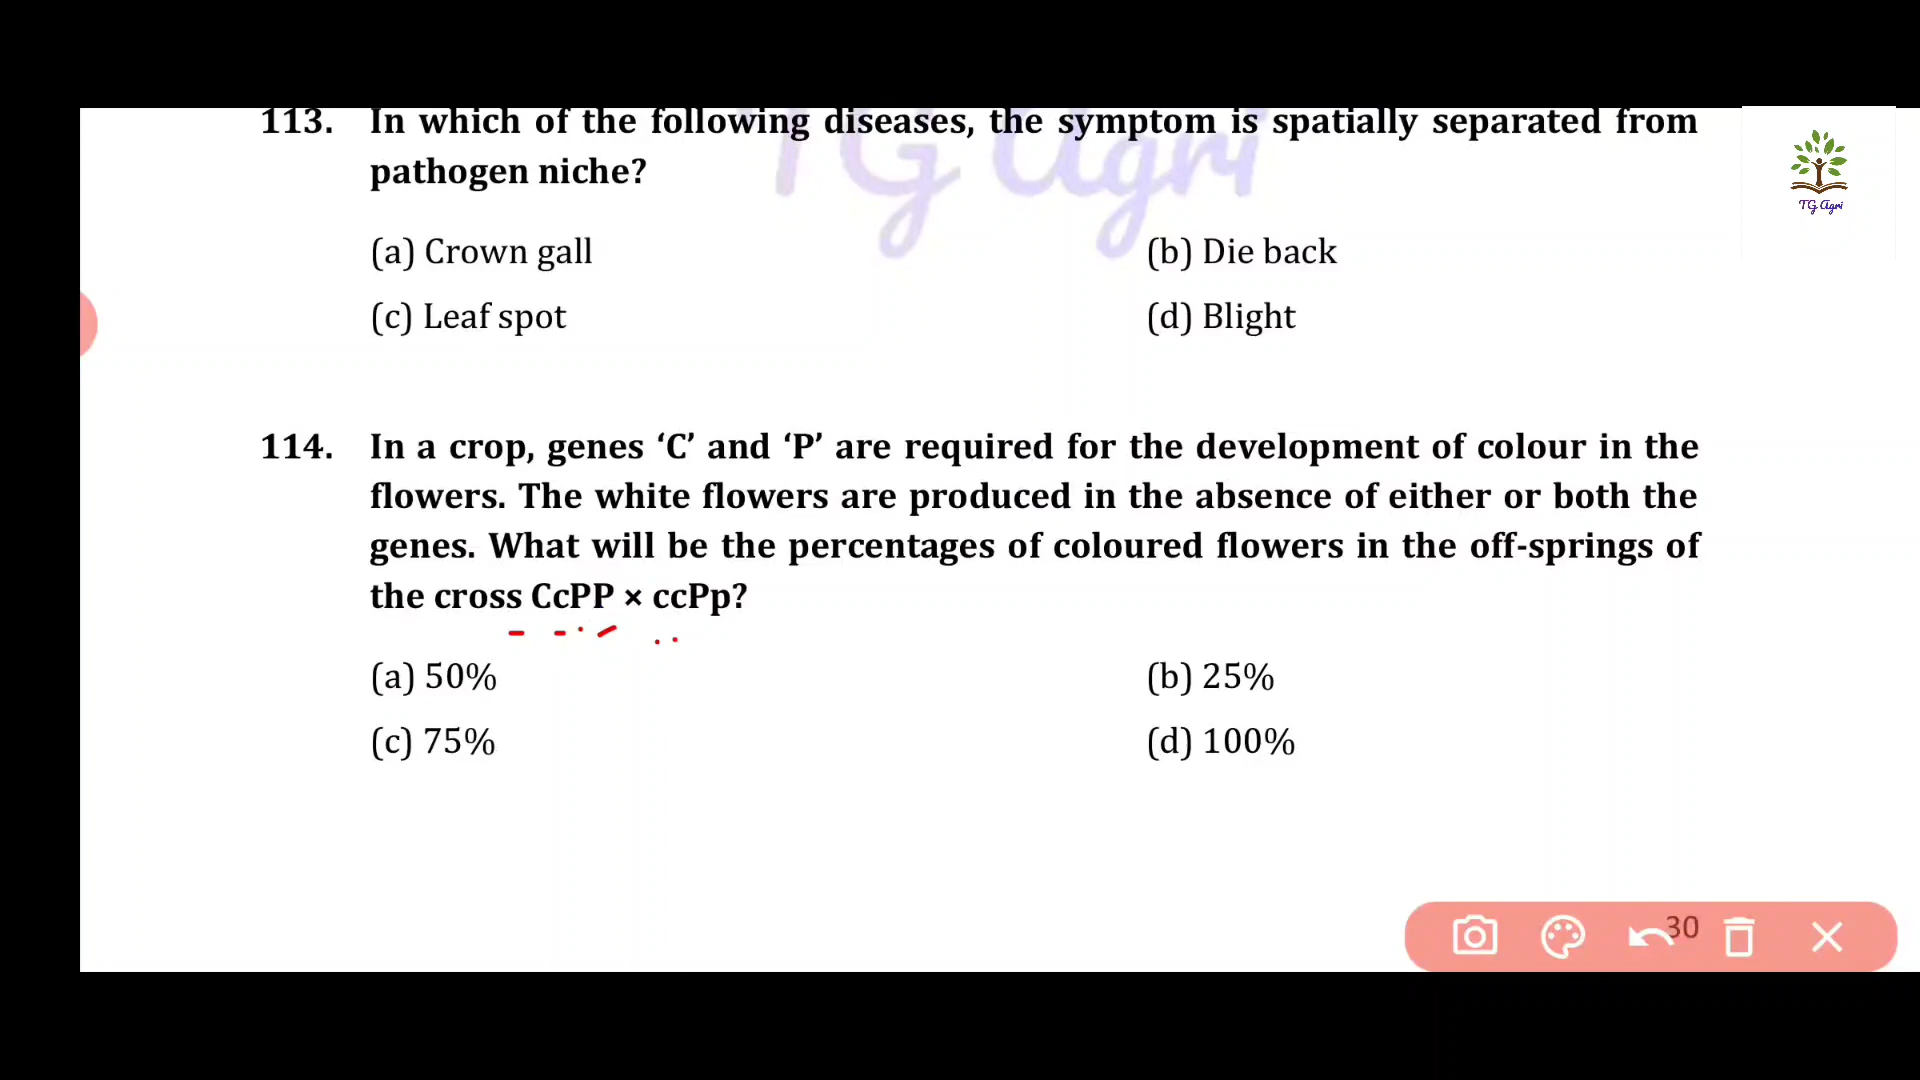 TG Agri
113. In which of the following diseases, the symptom is spatially separated from
pathogen niche?
TG Agri
(a) Crown gall (b) Die back
(c) Leaf spot (d) Blight
114. In a crop, genes ‘C’ and ‘P’ are required for the development of colour in the
flowers. The white flowers are produced in the absence of either or both the
genes. What will be the percentages of coloured flowers in the off-springs of
the cross CcPP × ccPp?
(a) 50% (b) 25%
(c) 75% (d) 100%
30